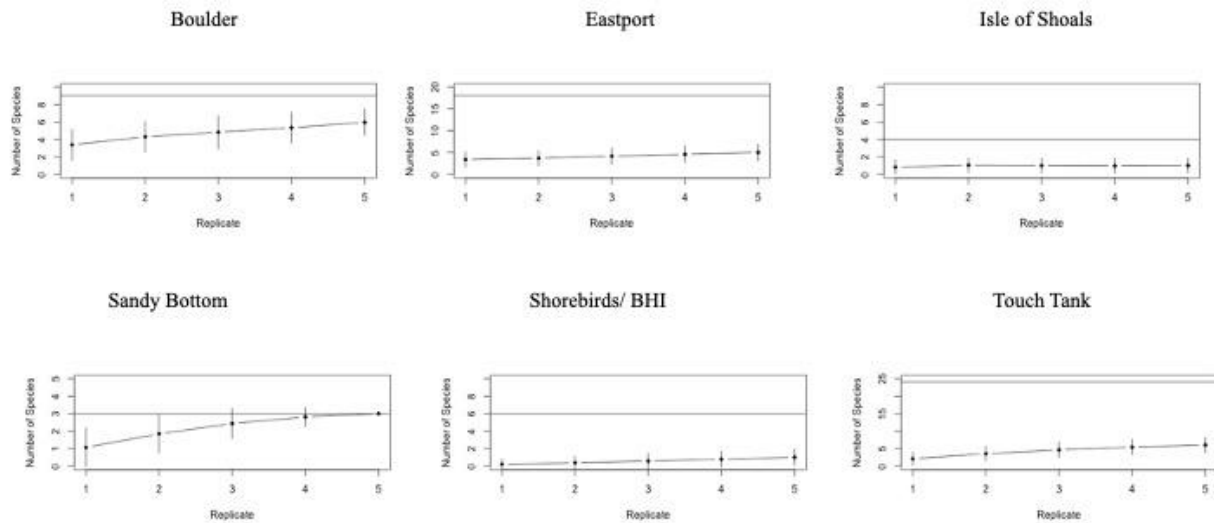 Boulder
Eastport
Isle of Shoals
Number of Species
0 2 4 6 8
1 2 3 4 5
Replicate
Number of Species
0 5 10 15 20
1 2 3 4 5
Replicate
Number of Species
0 2 4 6 8
1 2 3 4 5
Replicate
Sandy Bottom
Shorebirds/ BHI
Touch Tank
Number of Species
0 1 2 3 4 5
1 2 3 4 5
Replicate
Number of Species
0 2 4 6 8
1 2 3 4 5
Replicate
Number of Species
0 5 15 25
1 2 3 4 5
Replicate